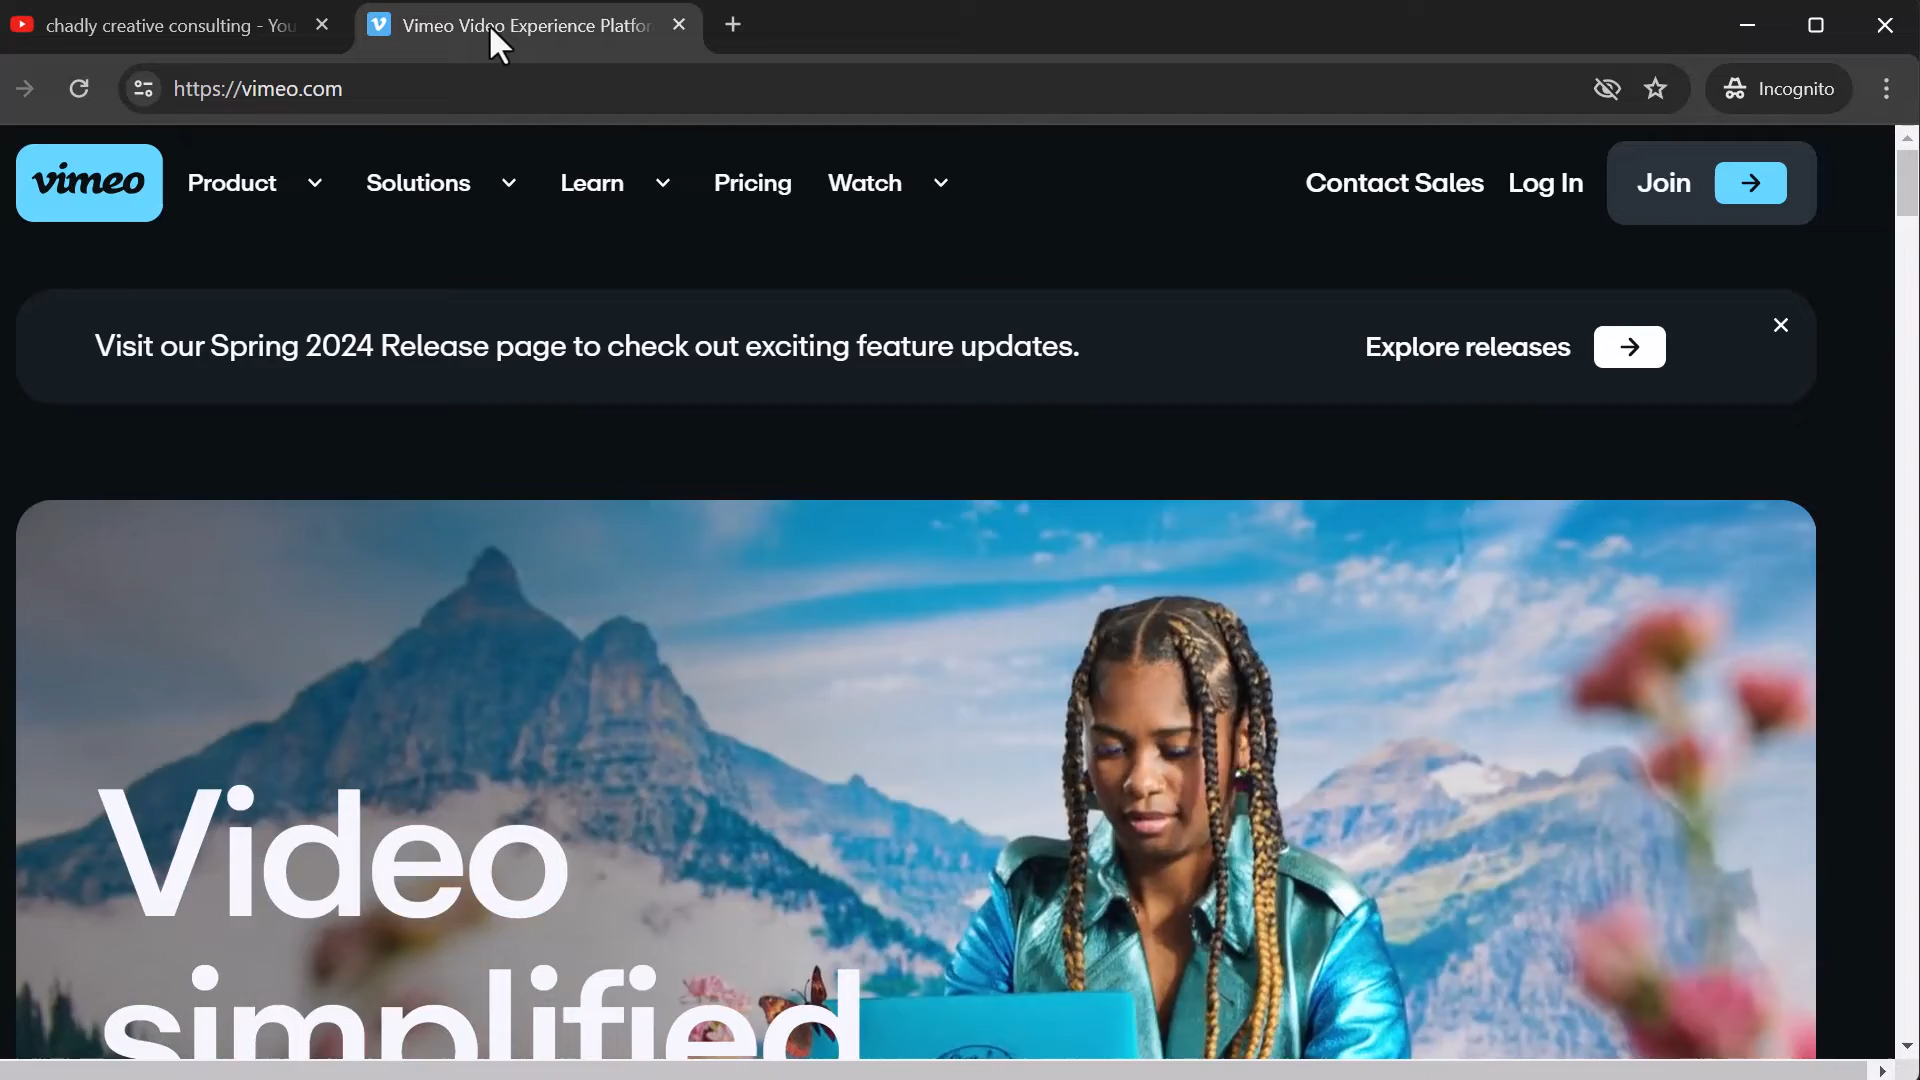 chadly creative consulting - You
Vimeo Video Experience Platfor
https://vimeo.com
Incognito
vimeo
Product
Solutions
Learn
Pricing
Watch
Contact Sales
Log In
Join
Visit our Spring 2024 Release page to check out exciting feature updates.
Explore releases
Video
simplified